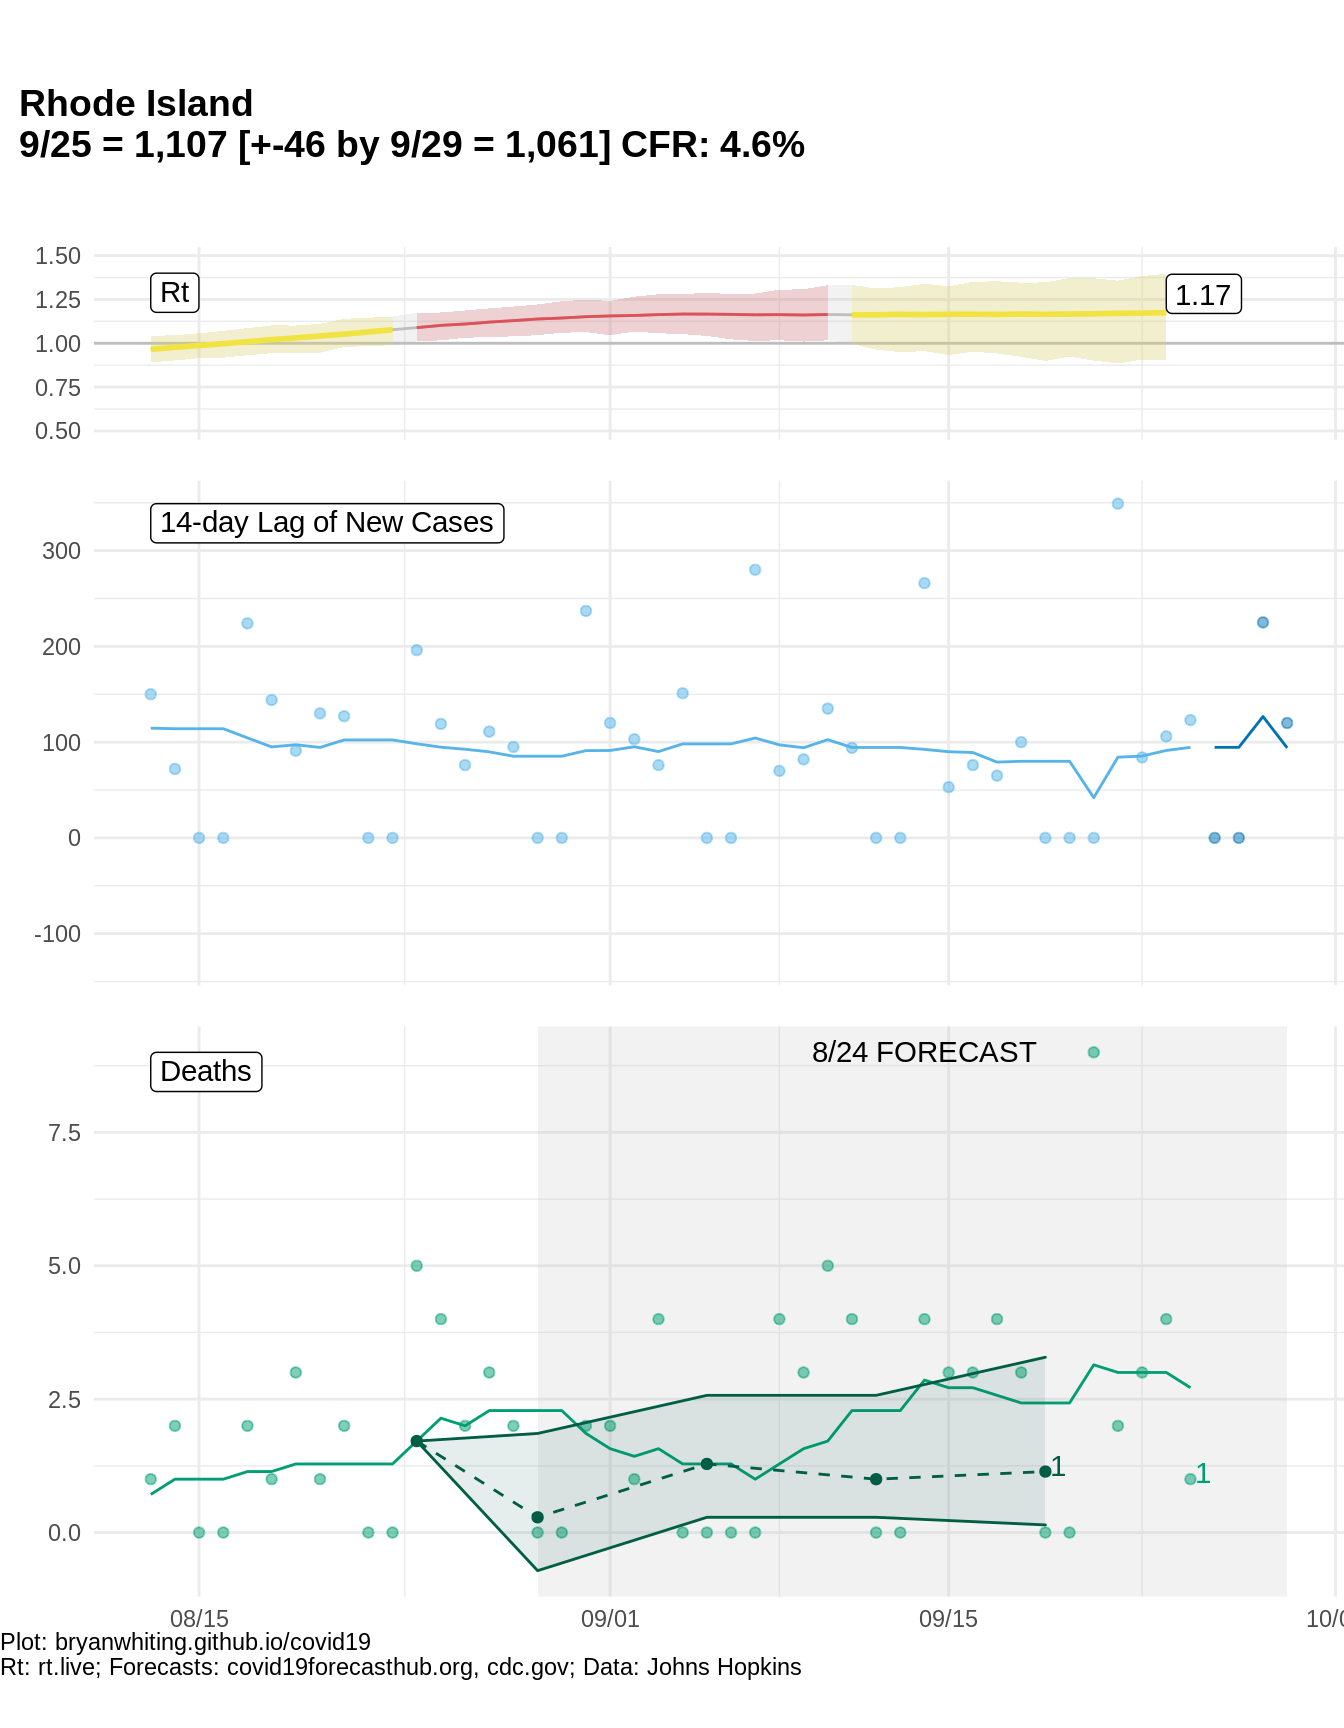 Rhode Island
9/25 = 1,107 [+-46 by 9/29 = 1,061] CFR: 4.6%
1.50
1.25
1.00
0.75
0.50
Rt
1.17
14-day Lag of New Cases
300
200
100
0
-100
Deaths
8/24 FORECAST
7.5
5.0
2.5
0.0
1
1
08/15
09/01
09/15
10/0
Plot: bryanwhiting.github.io/covid19
Rt: rt.live; Forecasts: covid19forecasthub.org, cdc.gov; Data: Johns Hopkins